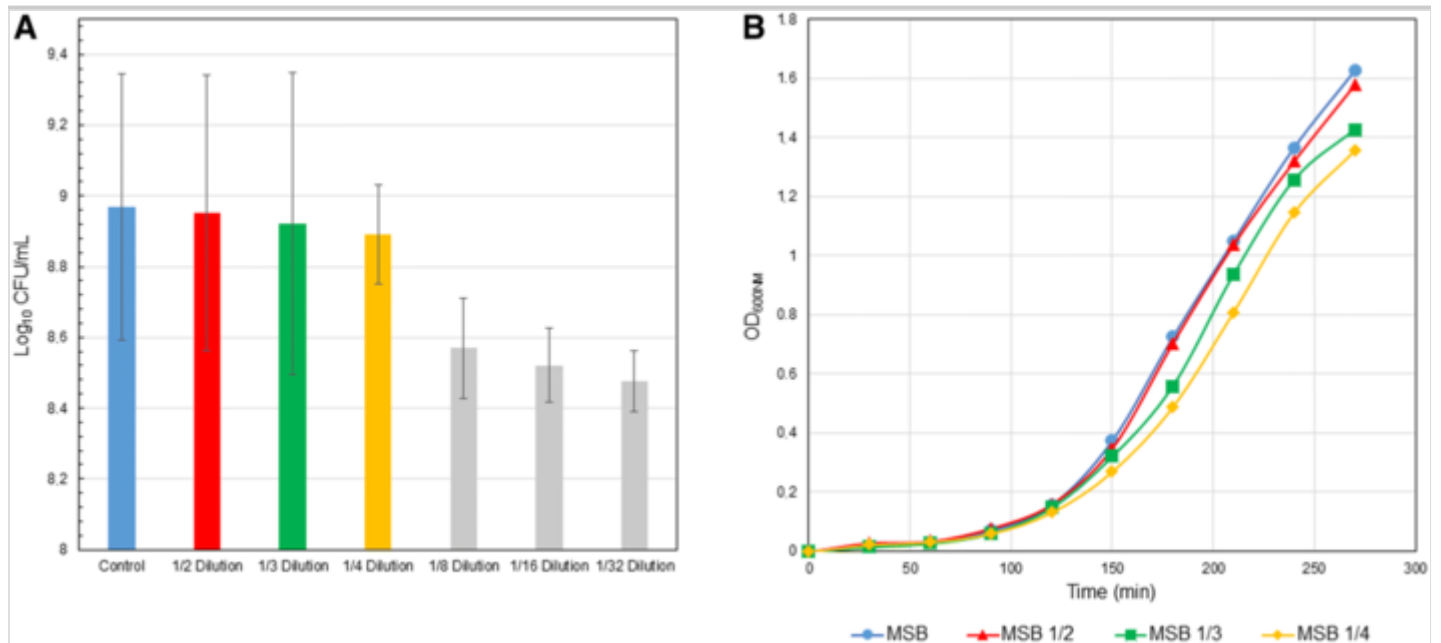 A
Log10 CFU/mL
9.4
9.2
9
8.8
8.6
8.4
8.2
8
Control
1/2 Dilution
1/3 Dilution
1/4 Dilution
1/8 Dilution
1/16 Dilution
1/32 Dilution
B
OD600NM
1.8
1.6
1.4
1.2
1
0.8
0.6
0.4
0.2
0
0
50
100
150
200
250
300
Time (min)
MSB
MSB 1/2
MSB 1/3
MSB 1/4